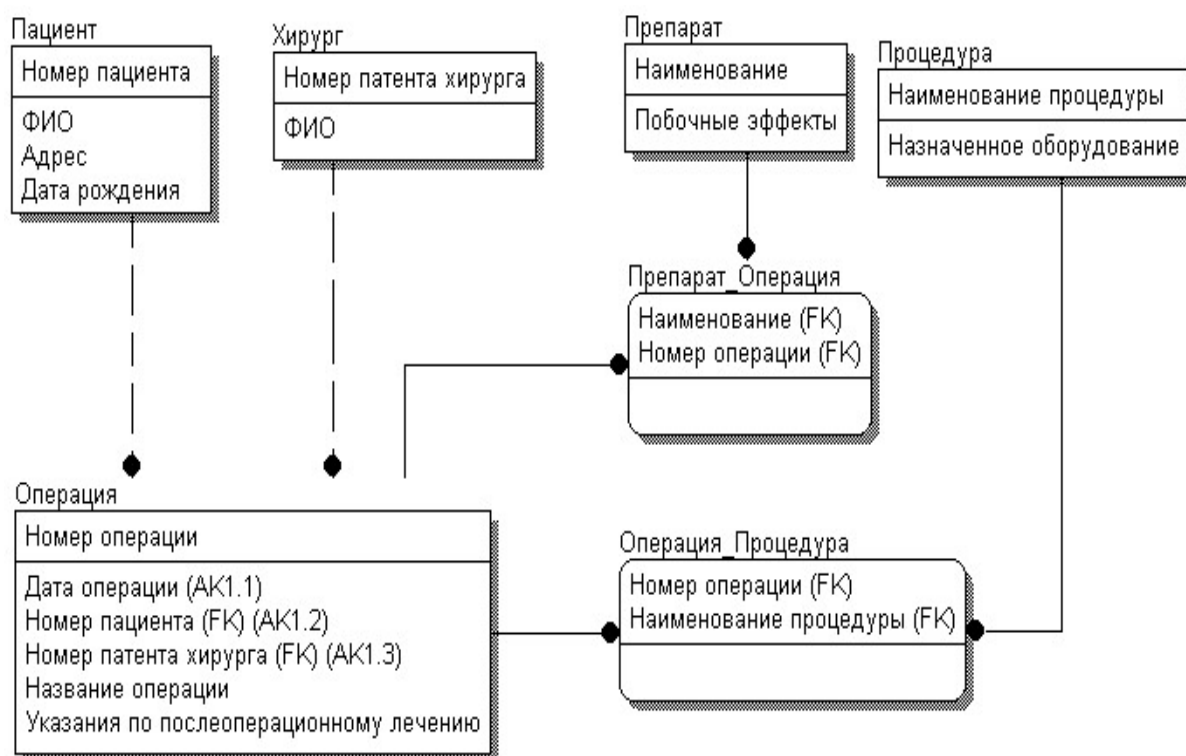 Пациент
Номер пациента
ФИО
Адрес
Дата рождения
Хирург
Номер патента хирурга
ФИО
Препарат
Наименование
Побочные эффекты
Процедура
Наименование процедуры
Назначенное оборудование
Препарат_Операция
Наименование (FK)
Номер операции (FK)
Операция
Номер операции
Дата операции (AK1.1)
Номер пациента (FK) (AK1.2)
Номер патента хирурга (FK) (AK1.3)
Название операции
Указания по послеоперационному лечению
Операция_Процедура
Номер операции (FK)
Наименование процедуры (FK)